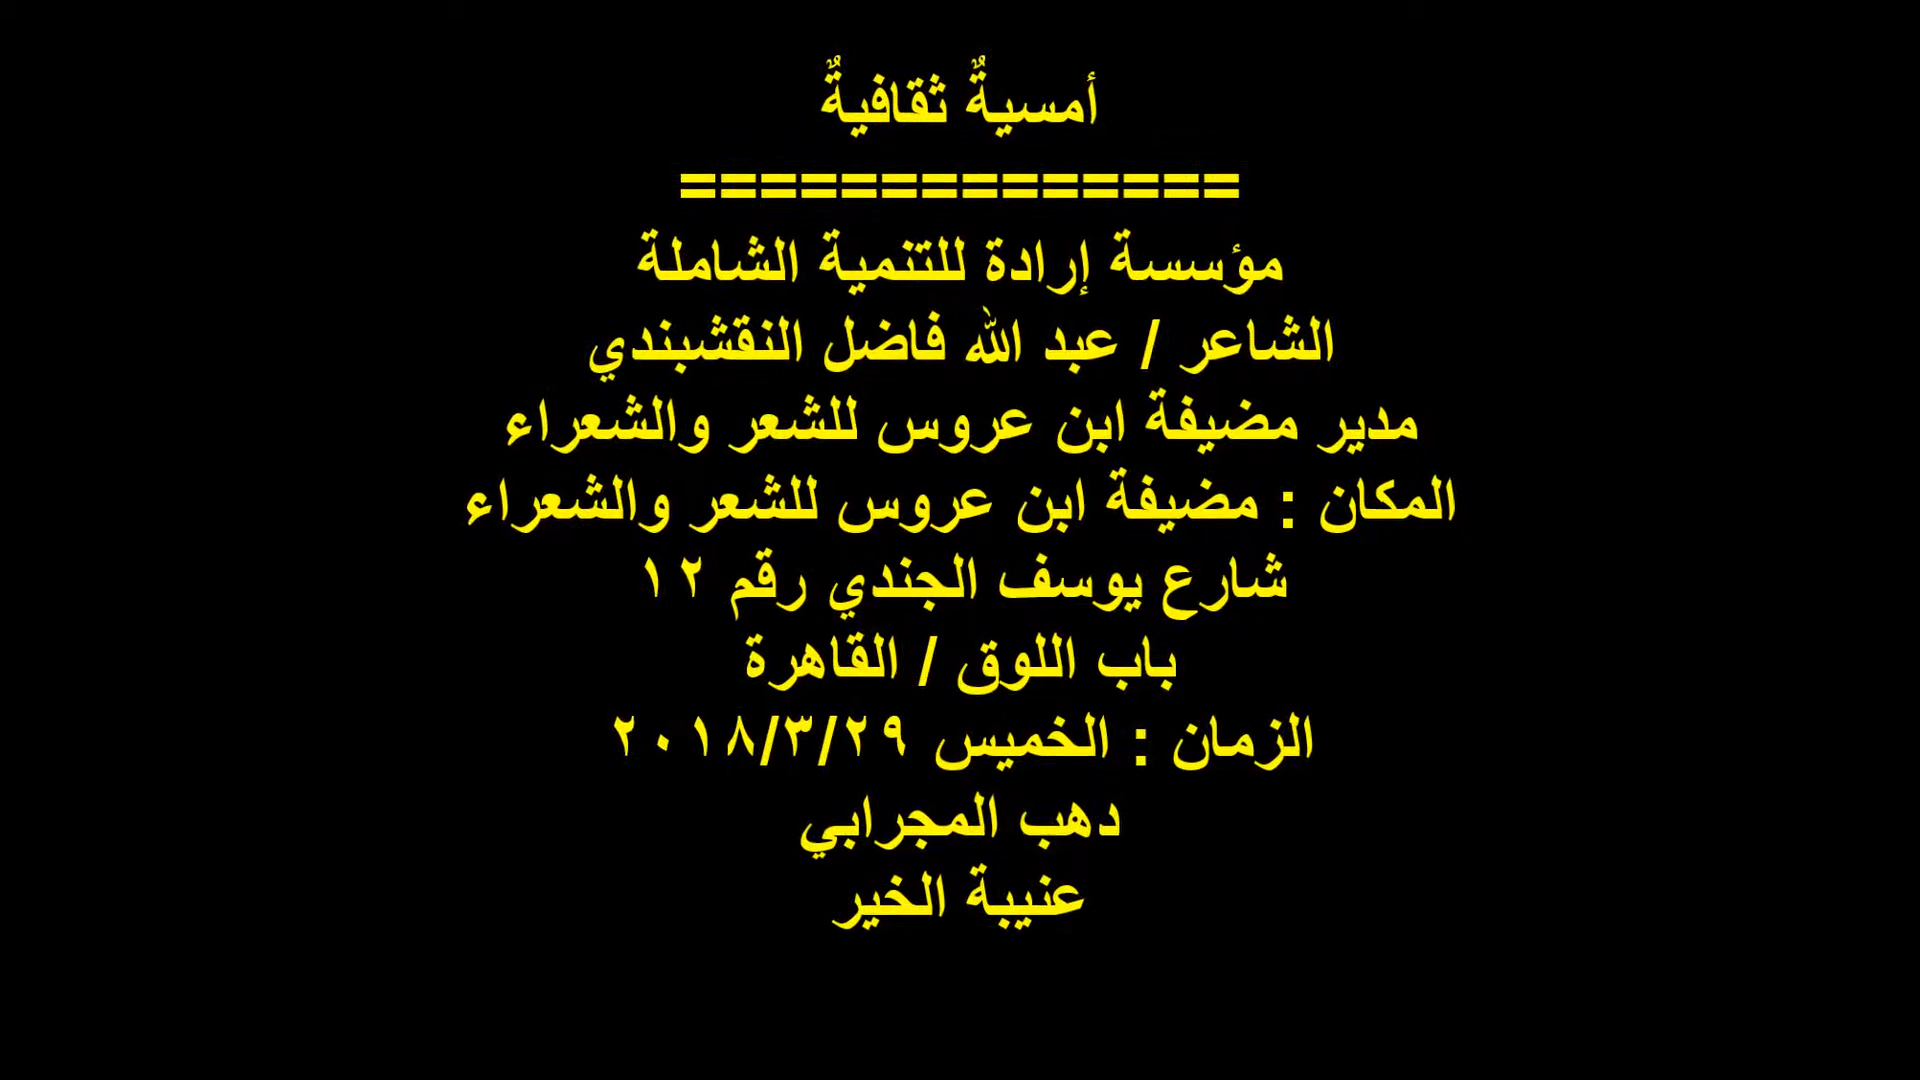 أمسيةٌ ثقافيةٌ
==============
مؤسسة إرادة للتنمية الشاملة
الشاعر / عبد الله فاضل النقشبندي
مدير مضيفة ابن عروس للشعر والشعراء
المكان : مضيفة ابن عروس للشعر والشعراء
شارع يوسف الجندي رقم ١٢
باب اللوق / القاهرة
الزمان : الخميس ٢٠١٨/٣/٢٩
دهب المجرابي
عنيبة الخير